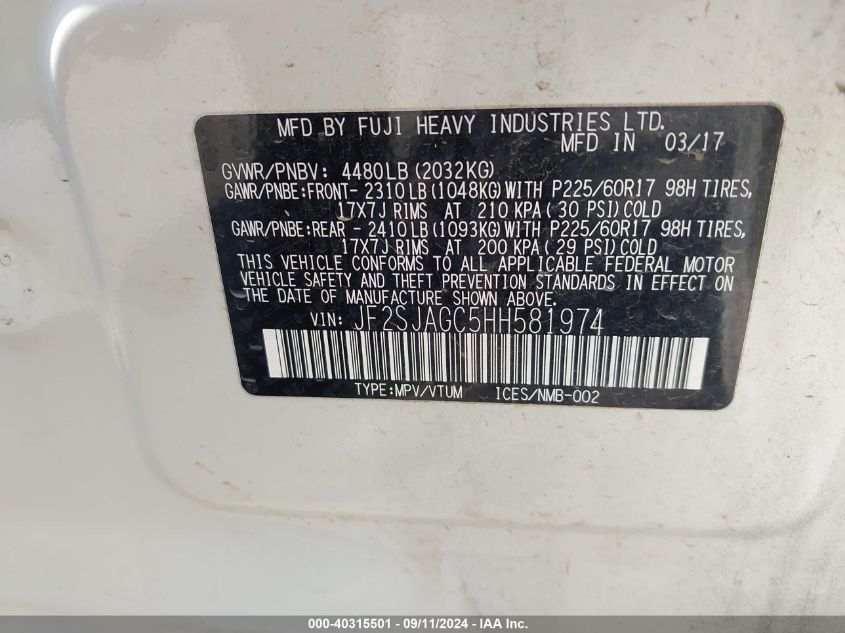 MFD BY FUJI HEAVY INDUSTRIES LTD.
MFD IN 03/17
GVWR/PNBV: 4480LB (2032KG)
GAWR/PNBE:FRONT- 2310LB (1048KG) WITH P225/60R17 98H TIRES,
17X7J RIMS AT 210 KPA ( 30 PSI) COLD
GAWR/PNBE:REAR - 2410LB (1093KG) WITH P225/60R17 98H TIRES,
17X7J RIMS AT 200 KPA ( 29 PSI) COLD
THIS VEHICLE CONFORMS TO ALL APPLICABLE FEDERAL MOTOR
VEHICLE SAFETY AND THEFT PREVENTION STANDARDS IN EFFECT ON
THE DATE OF MANUFACTURE SHOWN ABOVE.
VIN: JF2SJAGC5HH581974
TYPE:MPV/VTUM ICES/NMB-002
000-40315501 - 09/11/2024 - IAA Inc.